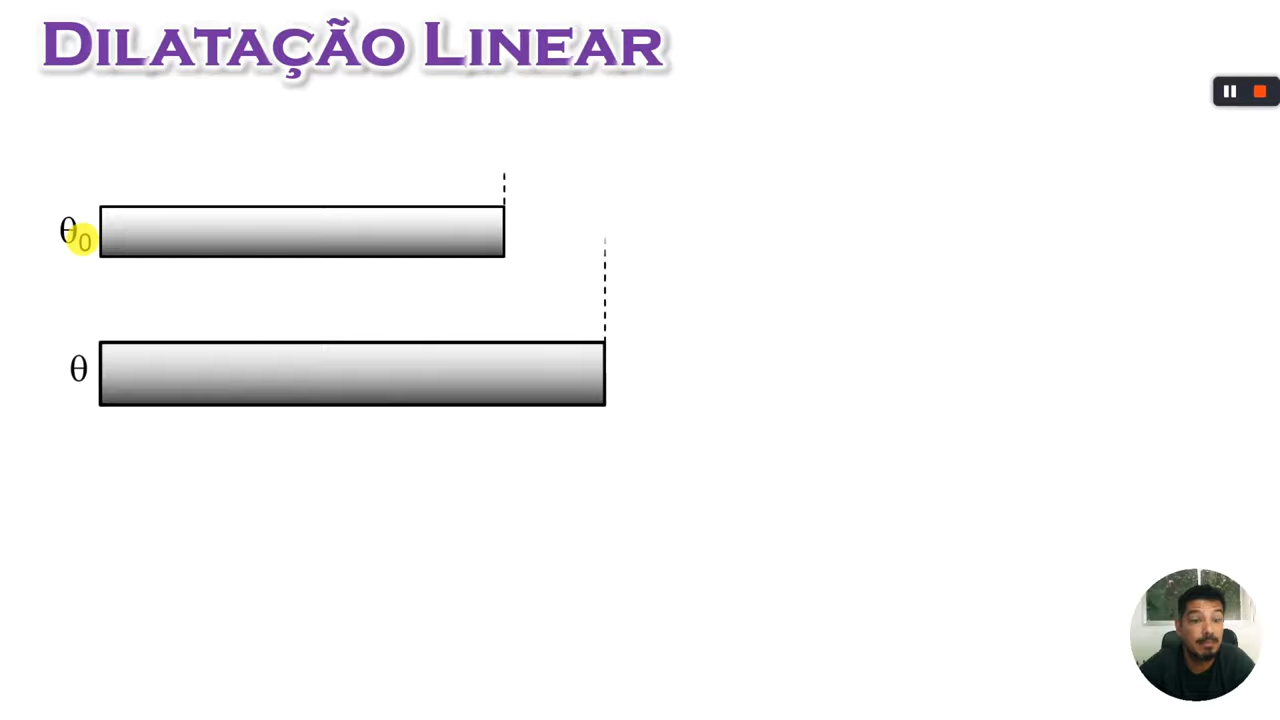 Dilatação Linear
θ₀
θ